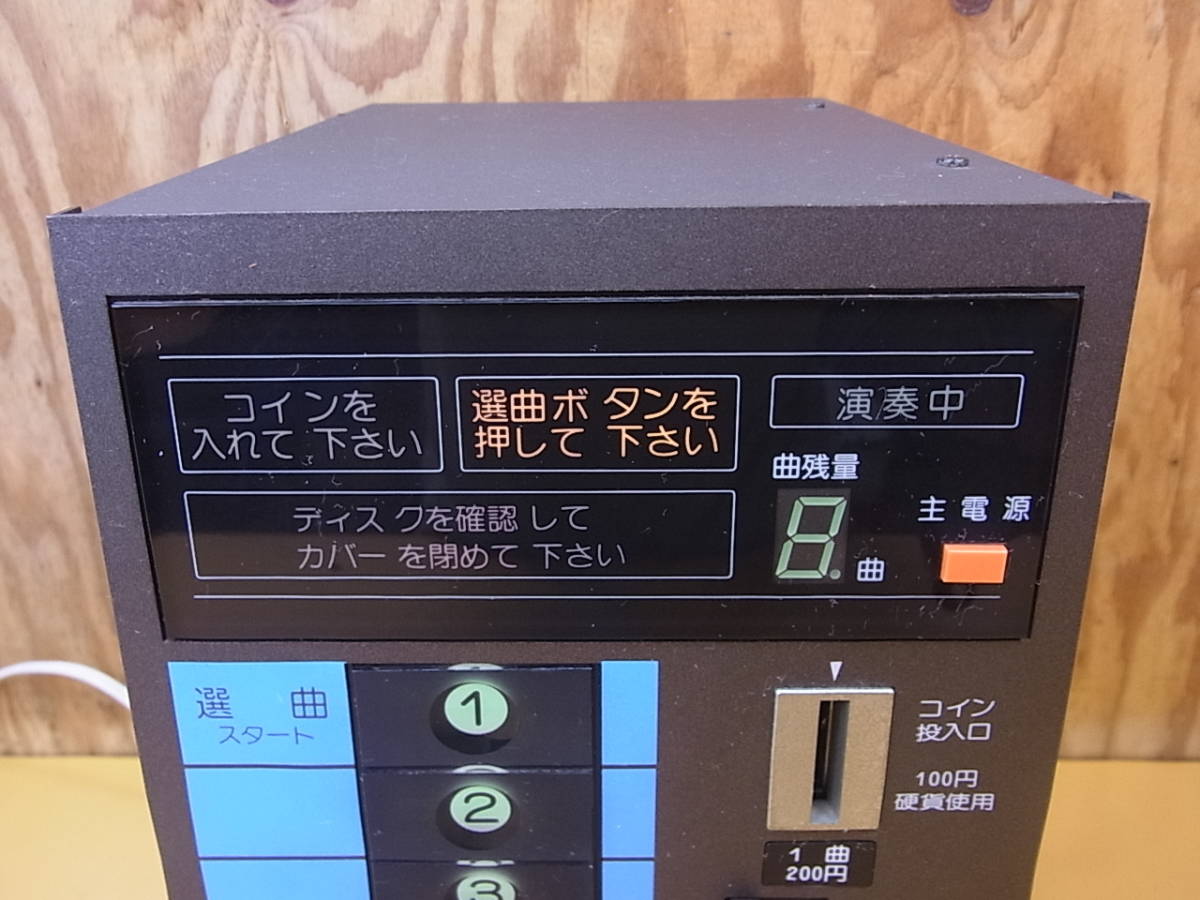 コインを
入れて 下さい
選曲ボ タンを
押して 下さい
演奏中
曲残量
8.
曲
主電源
ディス クを確認 して
カバー を閉めて 下さい
選 曲
スタート
1
2
3
コイン
投入口
100円
硬貨使用
1 曲
200円